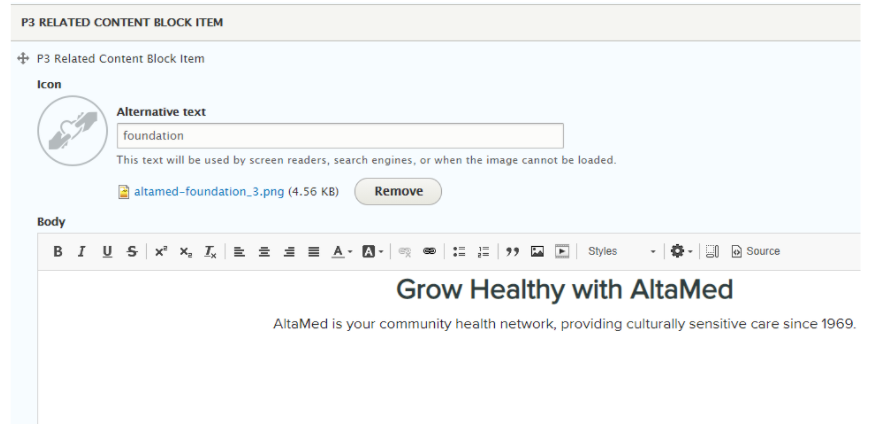 P3 RELATED CONTENT BLOCK ITEM
P3 Related Content Block Item
Icon
Alternative text
foundation
This text will be used by screen readers, search engines, or when the image cannot be loaded.
altamed-foundation_3.png (4.56 KB) Remove
Body
B I U S x² x₂ Iₓ A A Styles Source
Grow Healthy with AltaMed
AltaMed is your community health network, providing culturally sensitive care since 1969.